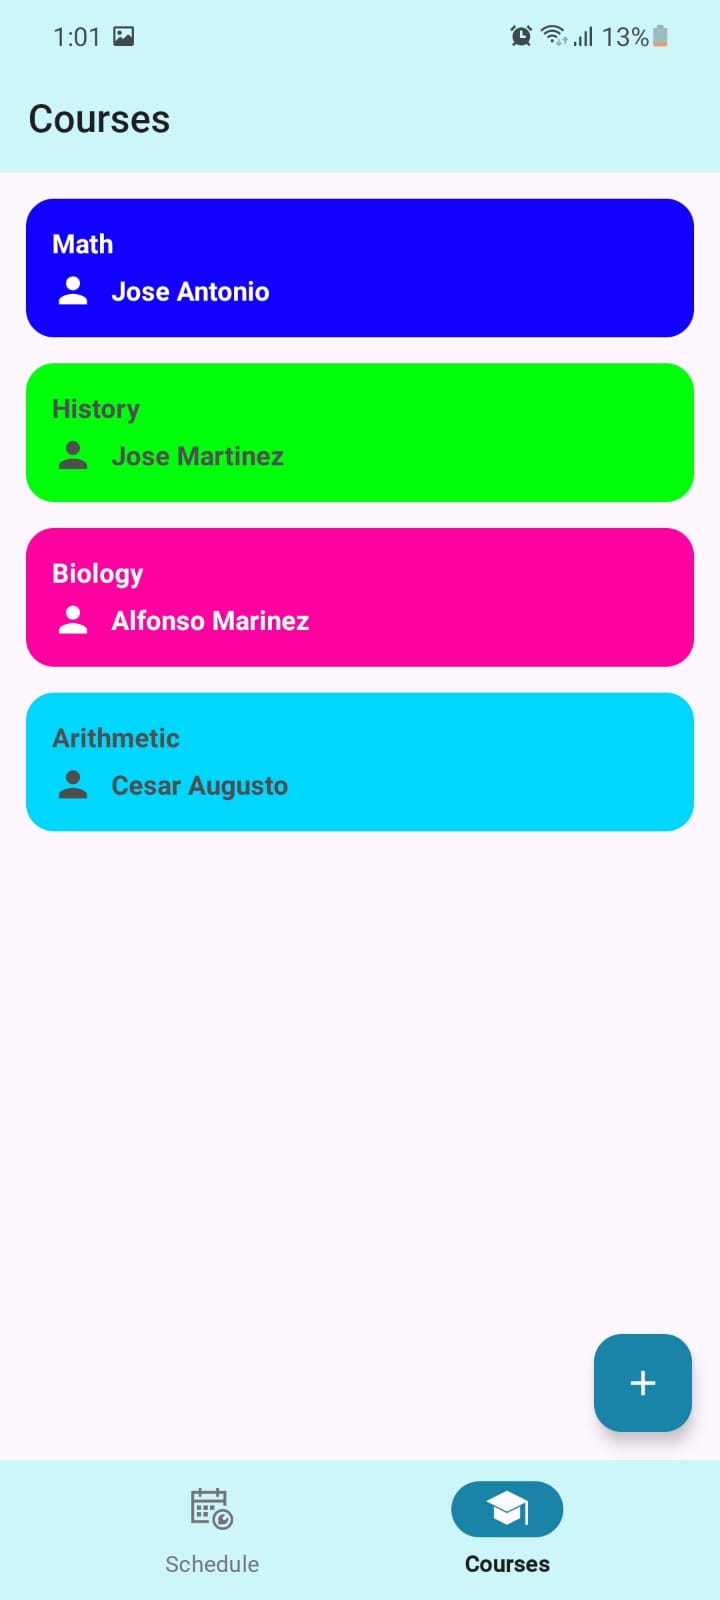 1:01 13%
Courses
Math
Jose Antonio
History
Jose Martinez
Biology
Alfonso Marinez
Arithmetic
Cesar Augusto
+
Schedule Courses